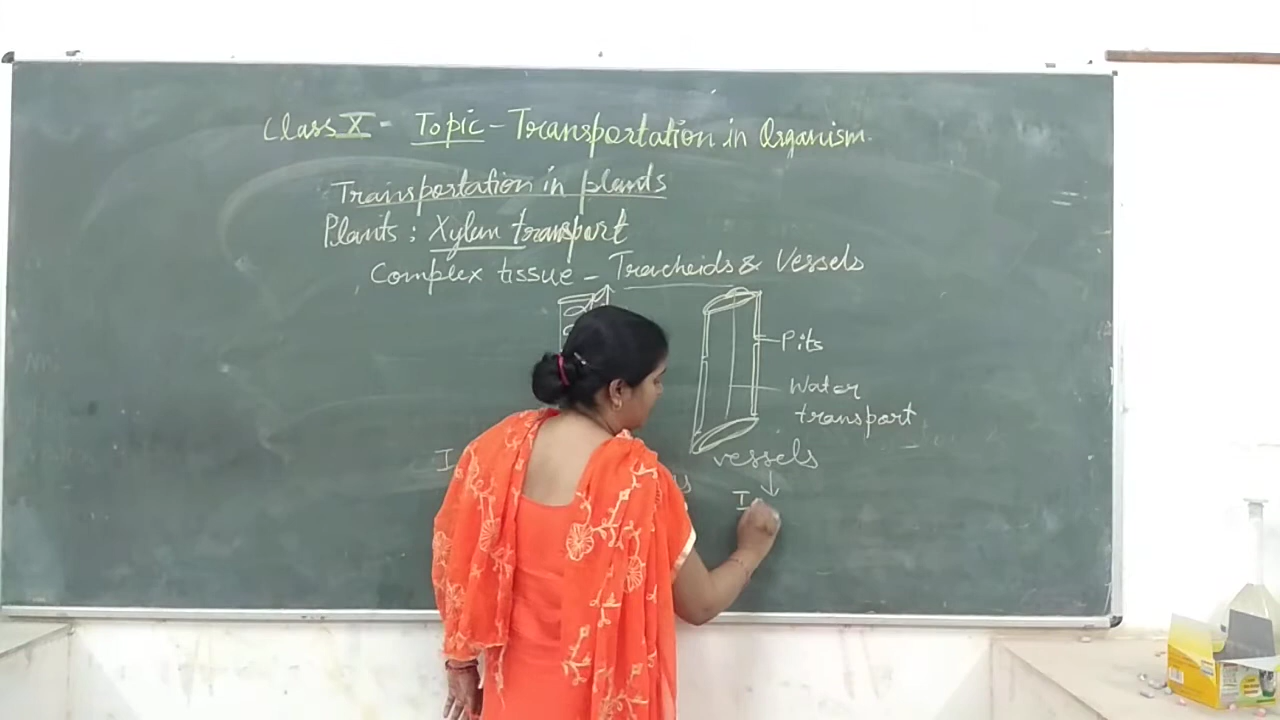 Class X - Topic - Transportation in Organism.
Transportation in plants
Plants : Xylem transport
Complex tissue - Tracheids & Vessels
Pits
Water
transport
vessels